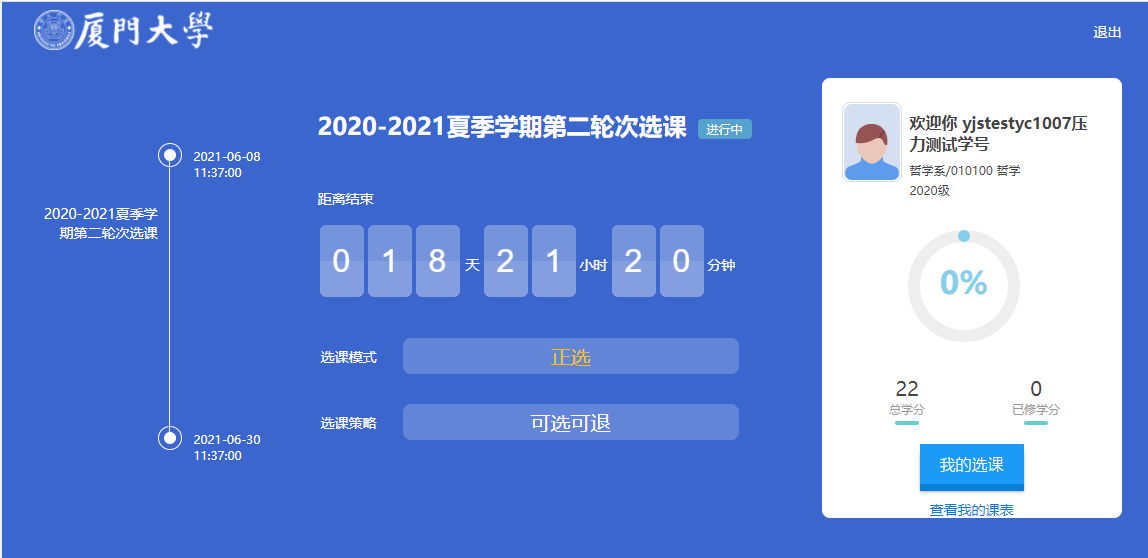 厦門大學
退出
2020-2021夏季学期第二轮次选课 进行中
2021-06-08
11:37:00
2020-2021夏季学
期第二轮次选课
2021-06-30
11:37:00
距离结束
0 1 8 天 2 1 小时 2 0 分钟
选课模式 正选
选课策略 可选可退
欢迎你 yjstestyc1007压
力测试学号
哲学系/010100 哲学
2020级
0%
22 0
总学分 已修学分
我的选课
查看我的课表